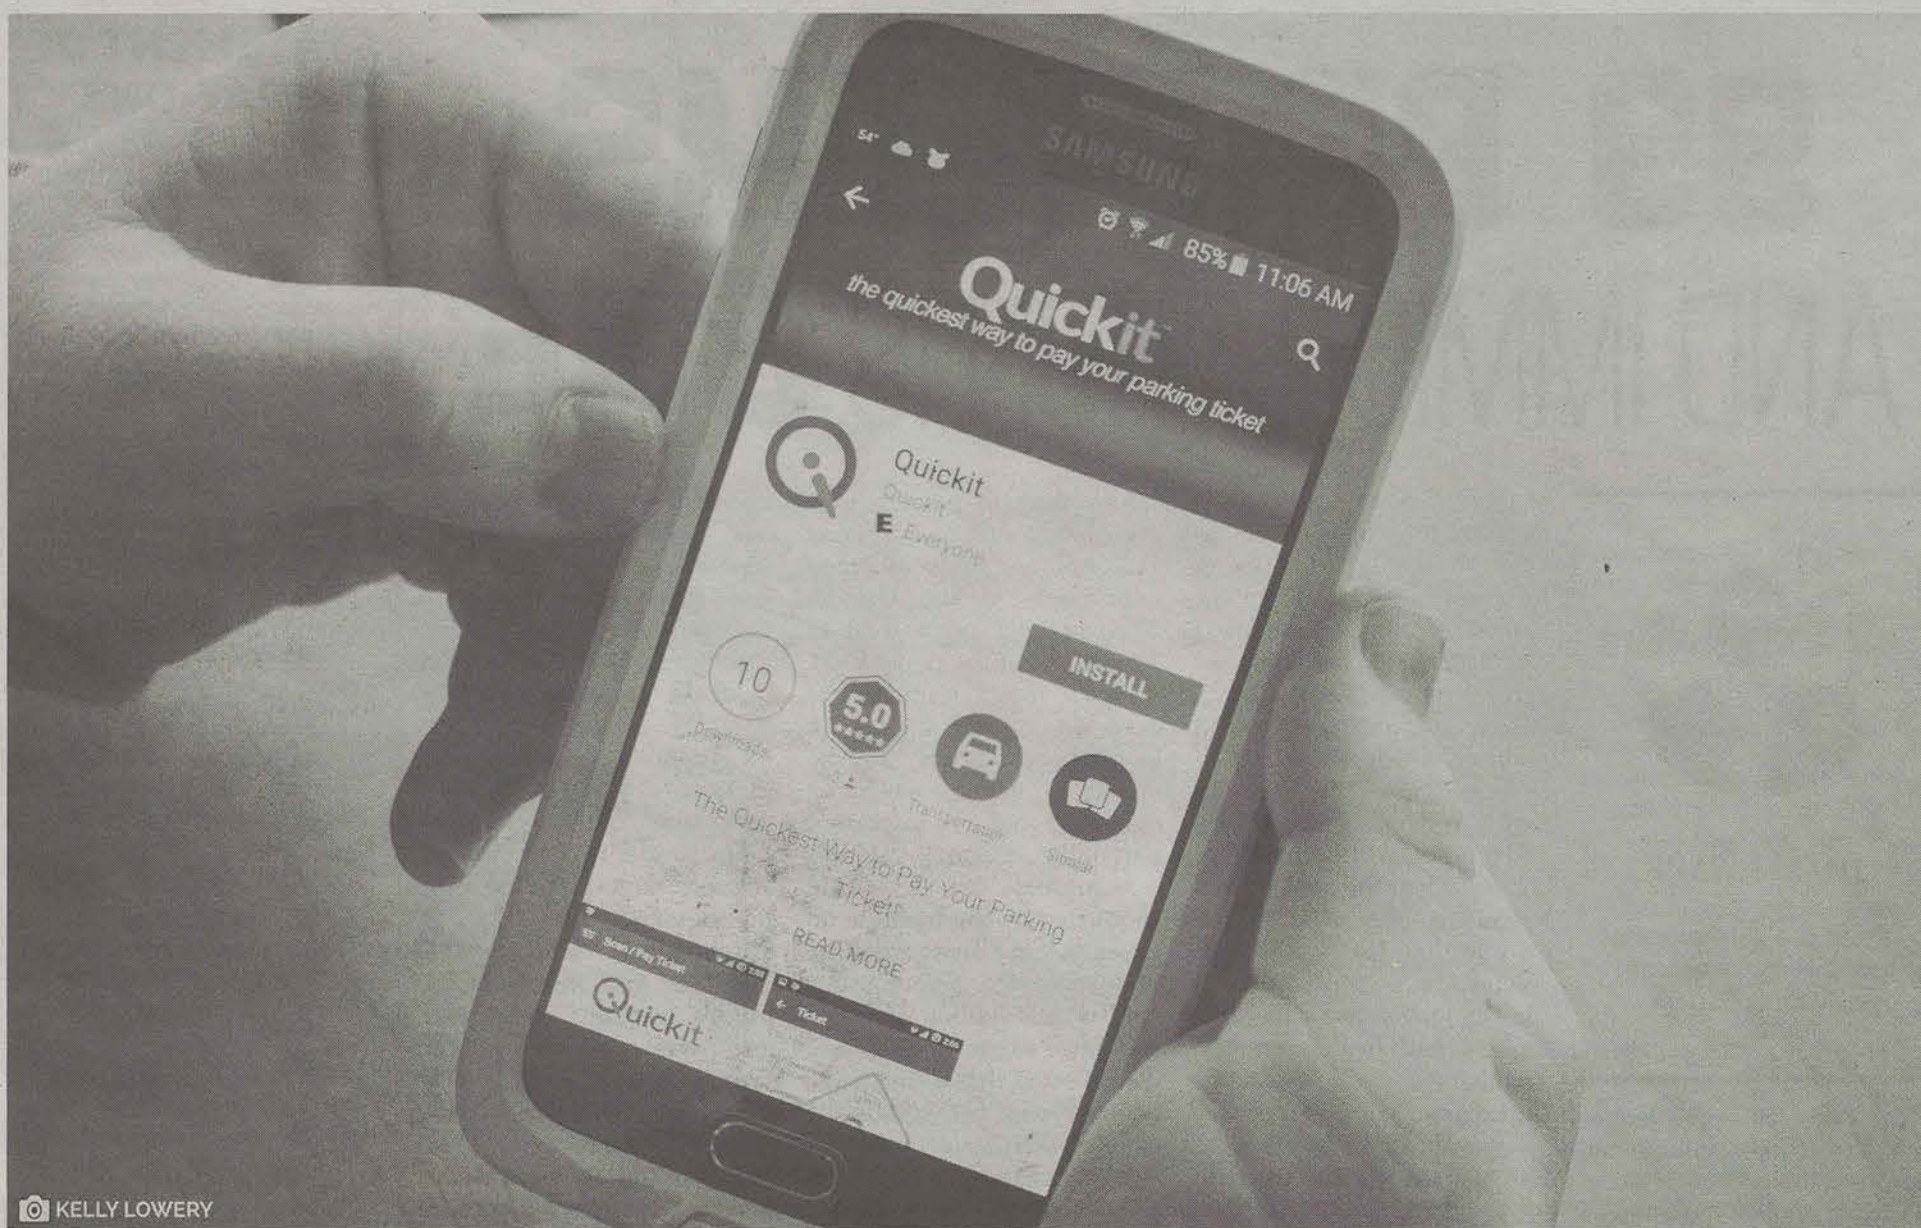 SAMSUNG
54°
85% 11:06 AM
Quickit
the quickest way to pay your parking ticket
Quickit
Quickit
E Everyone
INSTALL
10
5.0
Downloads
Transportation
Similar
The Quickest Way to Pay Your Parking
Ticket!
READ MORE
Scan / Pay Ticket
Quickit
Ticket
2:05
KELLY LOWERY